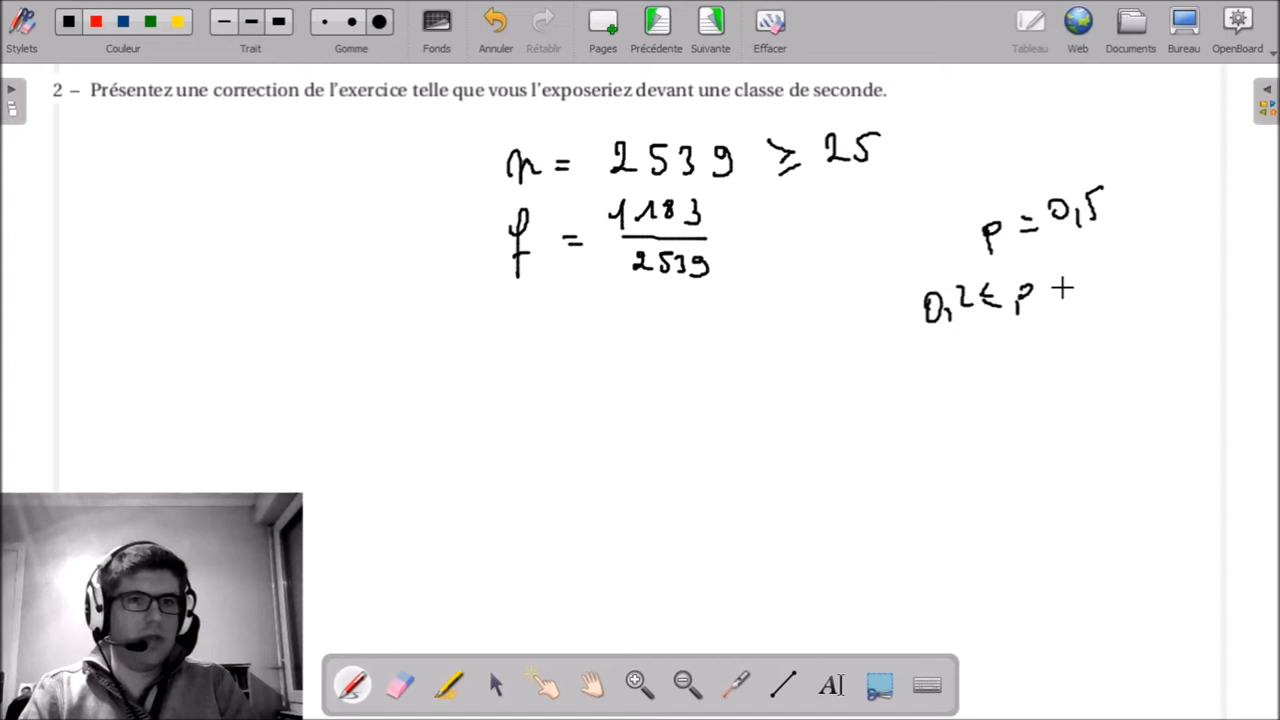 Stylets Couleur Trait Gomme Fonds Annuler Rétablir Pages Précédente Suivante Effacer Tableau Web Documents Bureau OpenBoard
2 – Présentez une correction de l'exercice telle que vous l'exposeriez devant une classe de seconde.
n = 2539 ≥ 25
f = 1183 / 2539
p = 0,5
0,2 ≤ p
AI